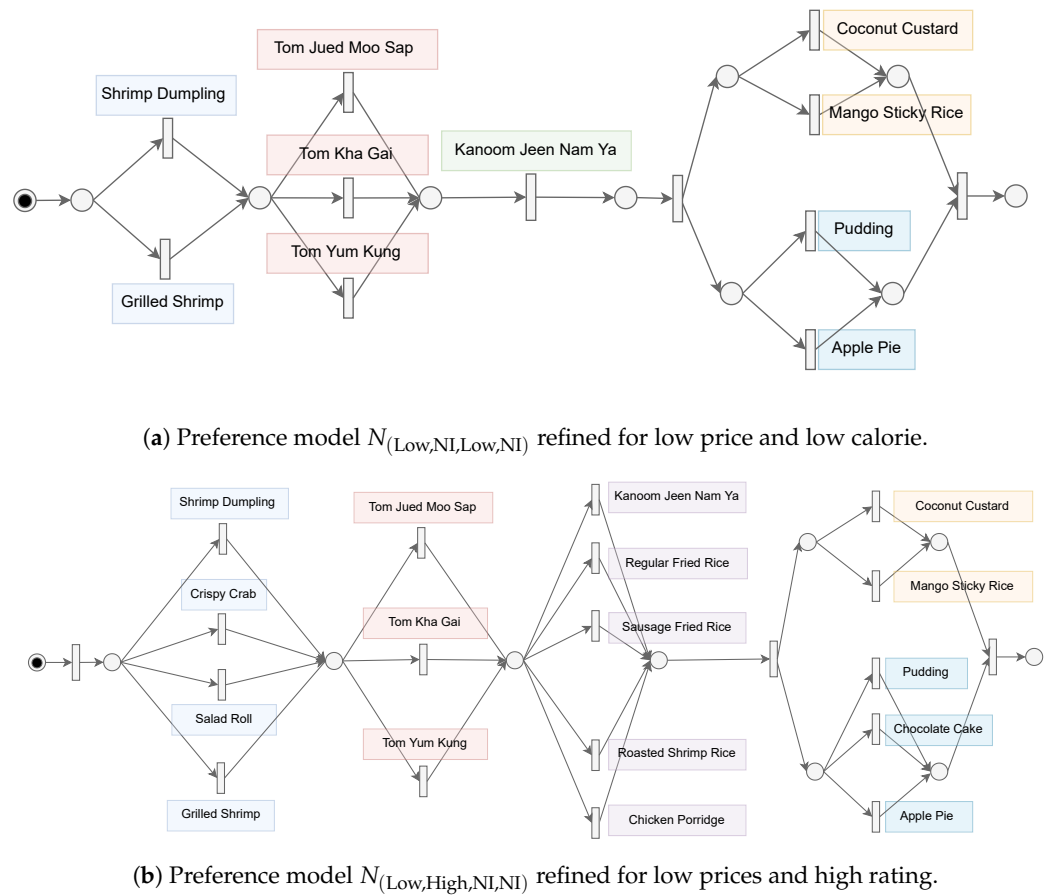 Coconut Custard
Tom Jued Moo Sap
Shrimp Dumpling
Mango Sticky Rice
Tom Kha Gai
Kanoom Jeen Nam Ya
Pudding
Tom Yum Kung
Grilled Shrimp
Apple Pie
(a) Preference model N(Low,NI,Low,NI) refined for low price and low calorie.
Kanoom Jeen Nam Ya
Shrimp Dumpling
Tom Jued Moo Sap
Coconut Custard
Regular Fried Rice
Mango Sticky Rice
Crispy Crab
Tom Kha Gai
Sausage Fried Rice
Pudding
Salad Roll
Chocolate Cake
Tom Yum Kung
Roasted Shrimp Rice
Grilled Shrimp
Chicken Porridge
Apple Pie
(b) Preference model N(Low,High,NI,NI) refined for low prices and high rating.